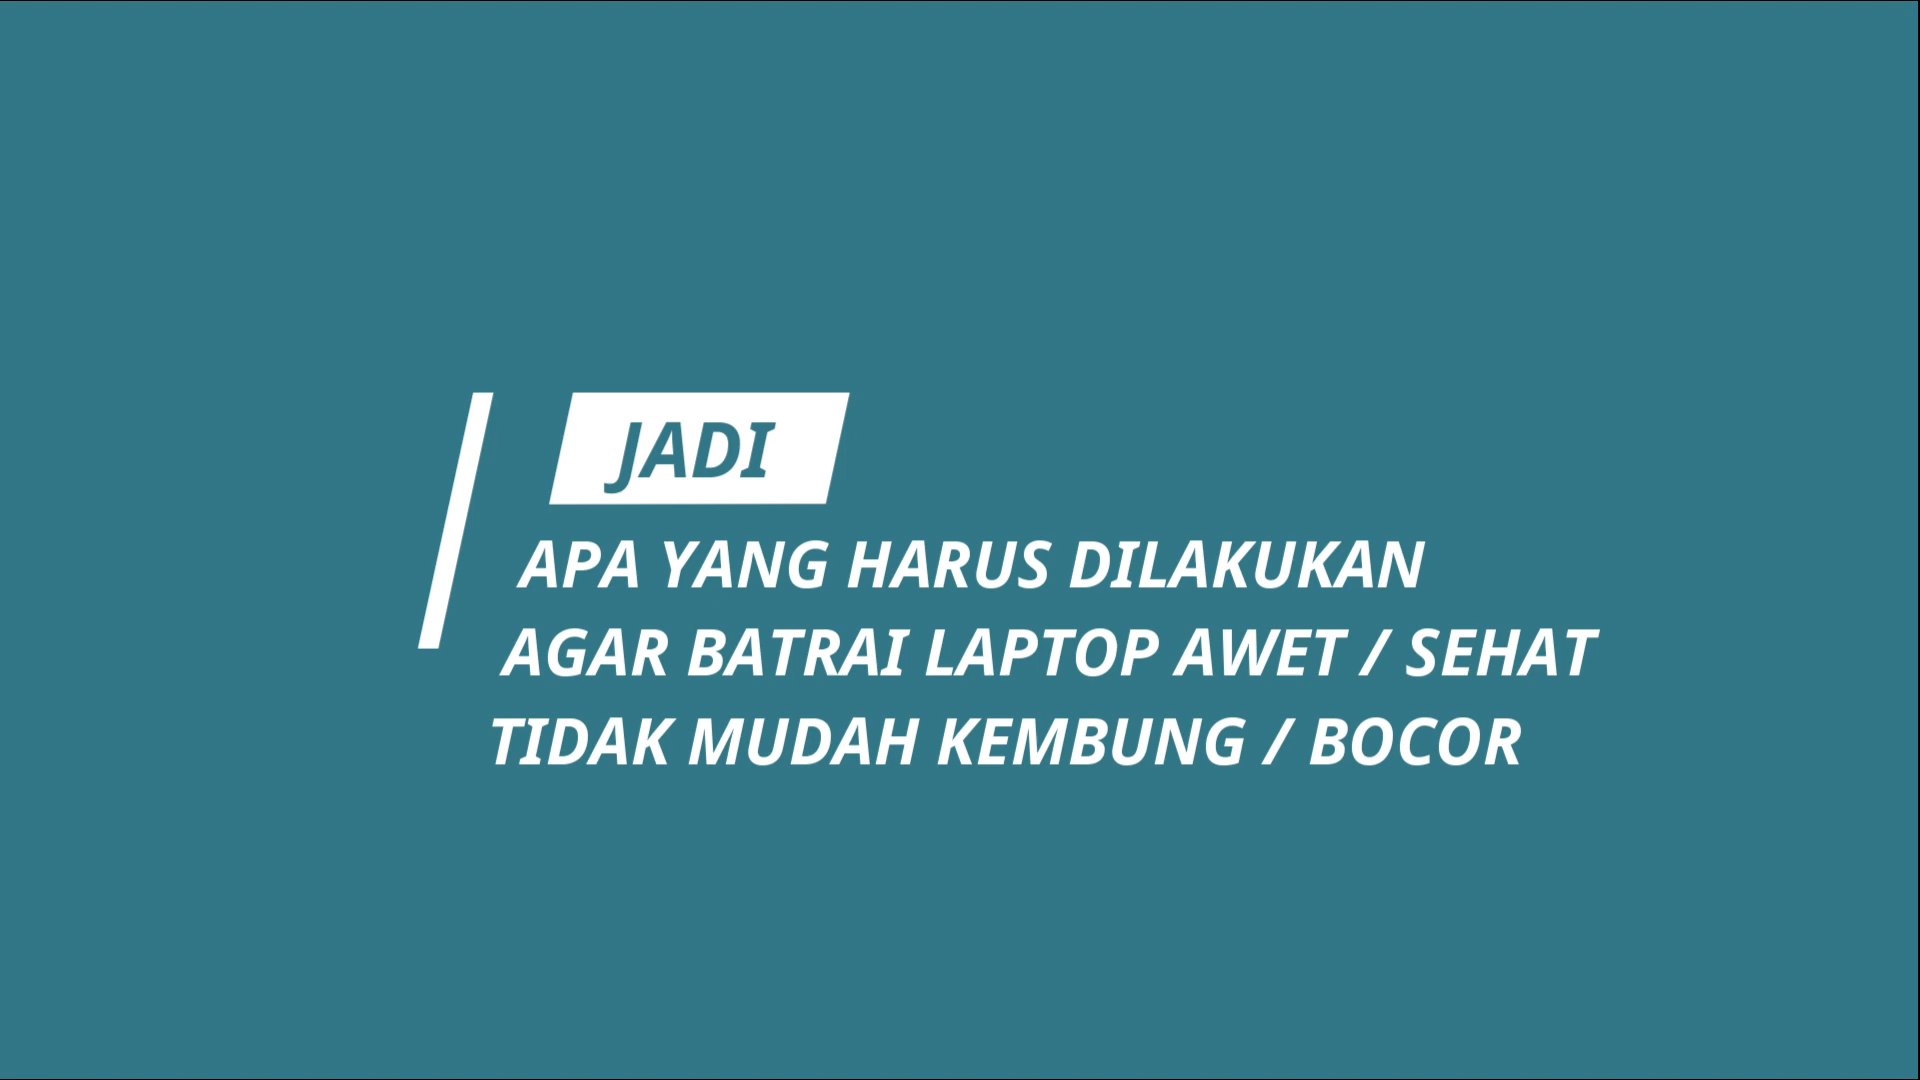 JADI
APA YANG HARUS DILAKUKAN
AGAR BATRAI LAPTOP AWET / SEHAT
TIDAK MUDAH KEMBUNG / BOCOR